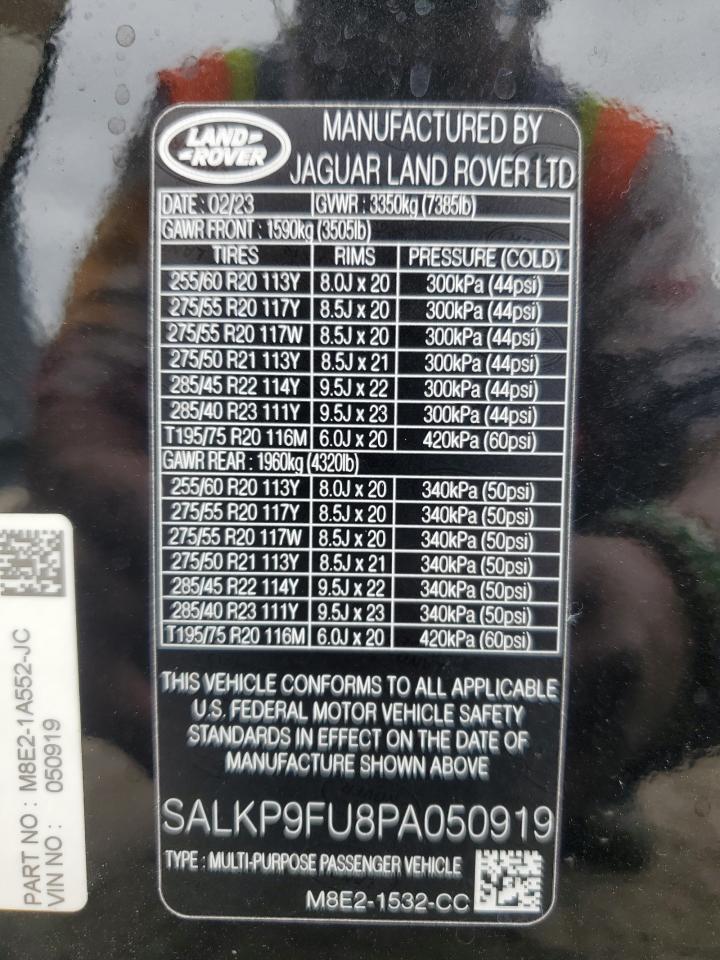 LAND-
-ROVER
MANUFACTURED BY
JAGUAR LAND ROVER LTD
DATE : 02/23 GVWR : 3350kg (7385lb)
GAWR FRONT : 1590kg (3505lb)
TIRES RIMS PRESSURE (COLD)
255/60 R20 113Y 8.0J x 20 300kPa (44psi)
275/55 R20 117Y 8.5J x 20 300kPa (44psi)
275/55 R20 117W 8.5J x 20 300kPa (44psi)
275/50 R21 113Y 8.5J x 21 300kPa (44psi)
285/45 R22 114Y 9.5J x 22 300kPa (44psi)
285/40 R23 111Y 9.5J x 23 300kPa (44psi)
T195/75 R20 116M 6.0J x 20 420kPa (60psi)
GAWR REAR : 1960kg (4320lb)
255/60 R20 113Y 8.0J x 20 340kPa (50psi)
275/55 R20 117Y 8.5J x 20 340kPa (50psi)
275/55 R20 117W 8.5J x 20 340kPa (50psi)
275/50 R21 113Y 8.5J x 21 340kPa (50psi)
285/45 R22 114Y 9.5J x 22 340kPa (50psi)
285/40 R23 111Y 9.5J x 23 340kPa (50psi)
T195/75 R20 116M 6.0J x 20 420kPa (60psi)
THIS VEHICLE CONFORMS TO ALL APPLICABLE
U.S. FEDERAL MOTOR VEHICLE SAFETY
STANDARDS IN EFFECT ON THE DATE OF
MANUFACTURE SHOWN ABOVE
SALKP9FU8PA050919
TYPE : MULTI-PURPOSE PASSENGER VEHICLE
M8E2-1532-CC
PART NO : M8E2-1A552-JC
VIN NO : 050919